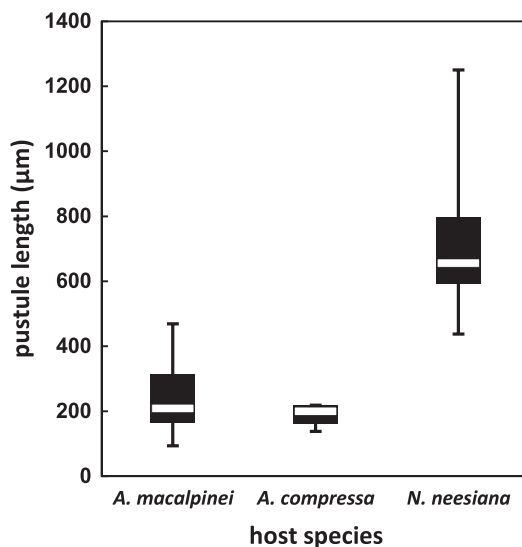 1400
1200
1000
800
600
400
200
0
pustule length (µm)
A. macalpinei A. compressa N. neesiana
host species